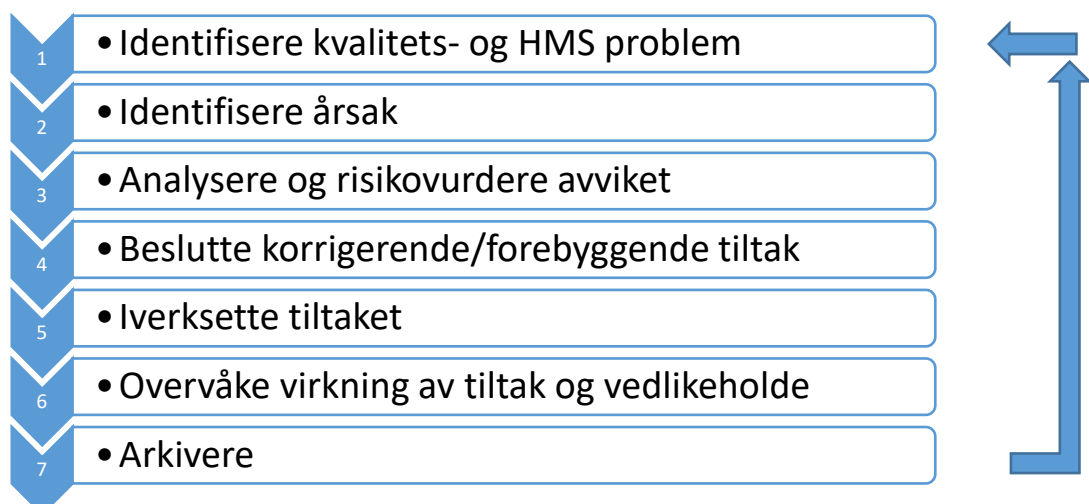 1 • Identifisere kvalitets- og HMS problem
2 • Identifisere årsak
3 • Analysere og risikovurdere avviket
4 • Beslutte korrigerende/forebyggende tiltak
5 • Iverksette tiltaket
6 • Overvåke virkning av tiltak og vedlikeholde
7 • Arkivere